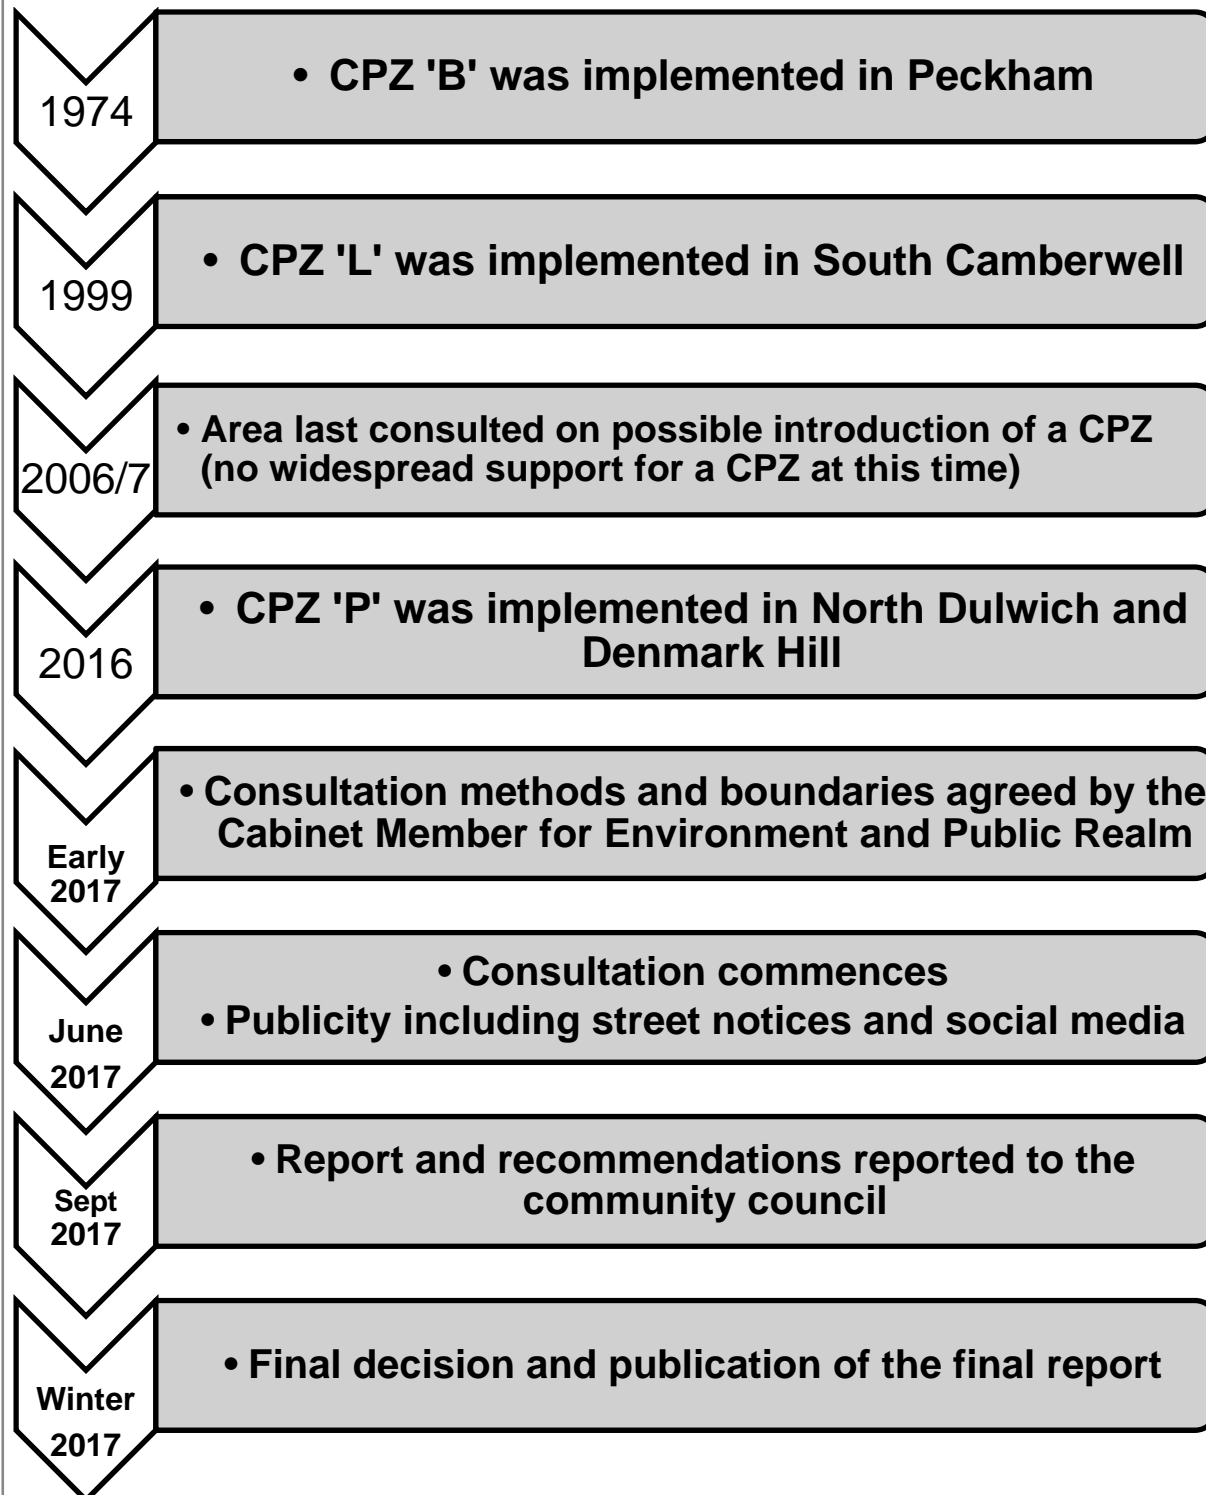 1974
• CPZ 'B' was implemented in Peckham
1999
• CPZ 'L' was implemented in South Camberwell
2006/7
• Area last consulted on possible introduction of a CPZ
(no widespread support for a CPZ at this time)
2016
• CPZ 'P' was implemented in North Dulwich and
Denmark Hill
Early
2017
• Consultation methods and boundaries agreed by the
Cabinet Member for Environment and Public Realm
June
2017
• Consultation commences
• Publicity including street notices and social media
Sept
2017
• Report and recommendations reported to the
community council
Winter
2017
• Final decision and publication of the final report